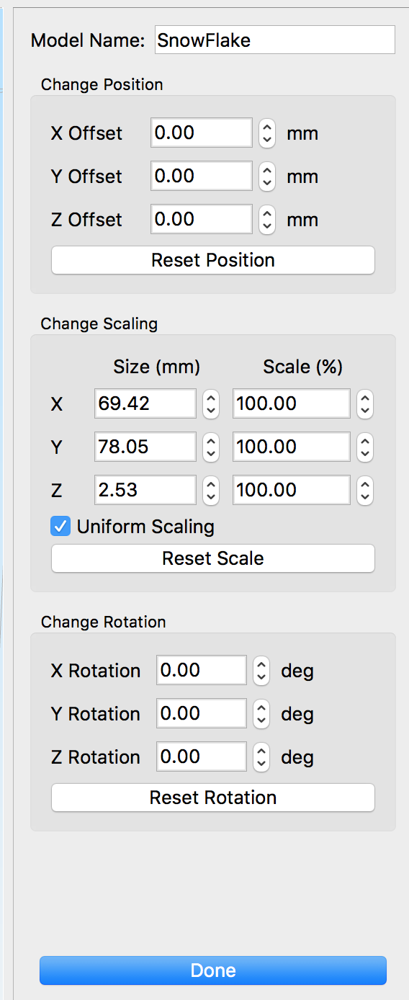 Model Name: SnowFlake
Change Position
X Offset 0.00 mm
Y Offset 0.00 mm
Z Offset 0.00 mm
Reset Position
Change Scaling
Size (mm) Scale (%)
X 69.42 100.00
Y 78.05 100.00
Z 2.53 100.00
Uniform Scaling
Reset Scale
Change Rotation
X Rotation 0.00 deg
Y Rotation 0.00 deg
Z Rotation 0.00 deg
Reset Rotation
Done